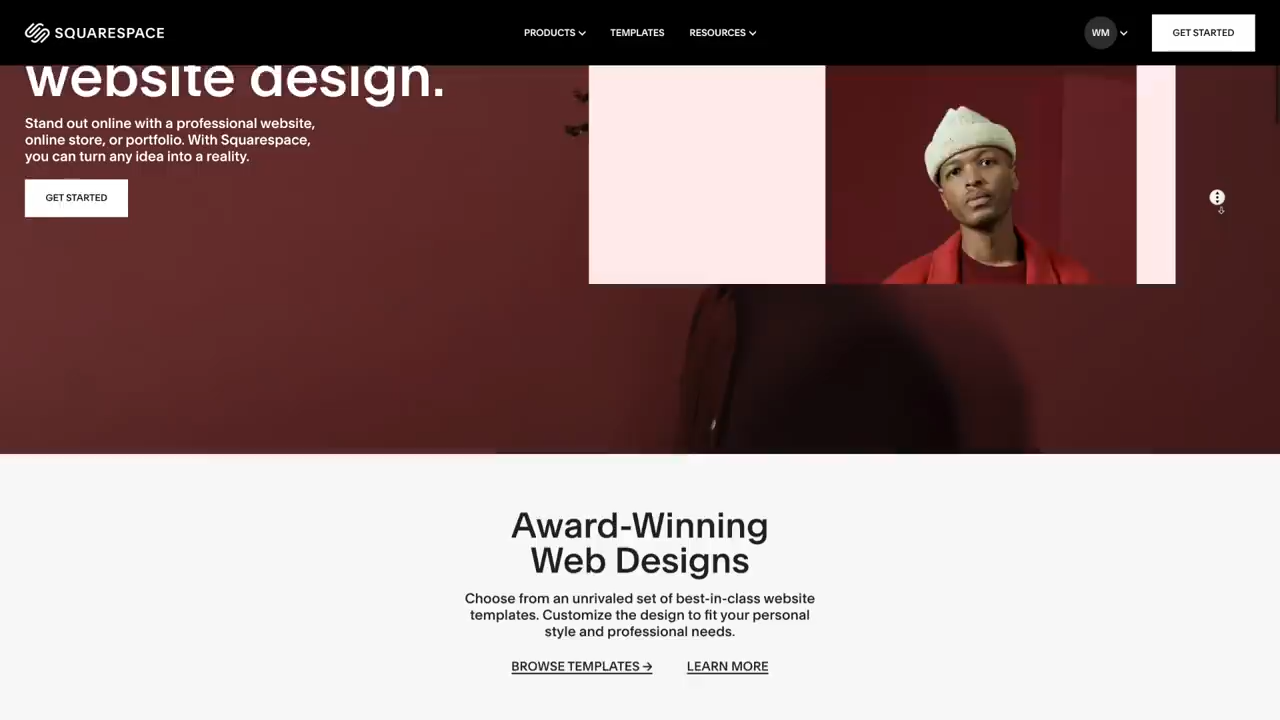 SQUARESPACE
PRODUCTS
TEMPLATES
RESOURCES
WM
GET STARTED
website design.
Stand out online with a professional website,
online store, or portfolio. With Squarespace,
you can turn any idea into a reality.
GET STARTED
Award-Winning
Web Designs
Choose from an unrivaled set of best-in-class website
templates. Customize the design to fit your personal
style and professional needs.
BROWSE TEMPLATES →
LEARN MORE